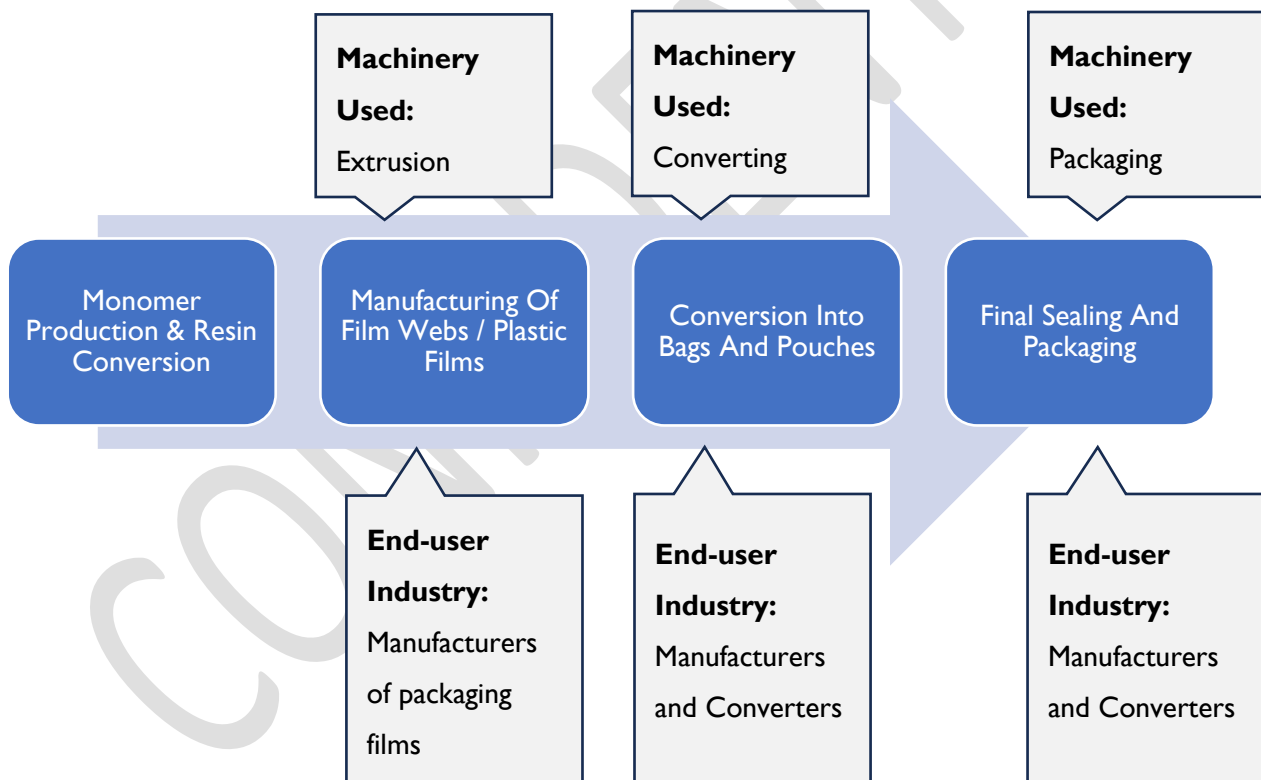 Machinery
Used:
Extrusion
Machinery
Used:
Converting
Machinery
Used:
Packaging
Monomer
Production & Resin
Conversion
Manufacturing Of
Film Webs / Plastic
Films
Conversion Into
Bags And Pouches
Final Sealing And
Packaging
End-user
Industry:
Manufacturers
of packaging
films
End-user
Industry:
Manufacturers
and Converters
End-user
Industry:
Manufacturers
and Converters